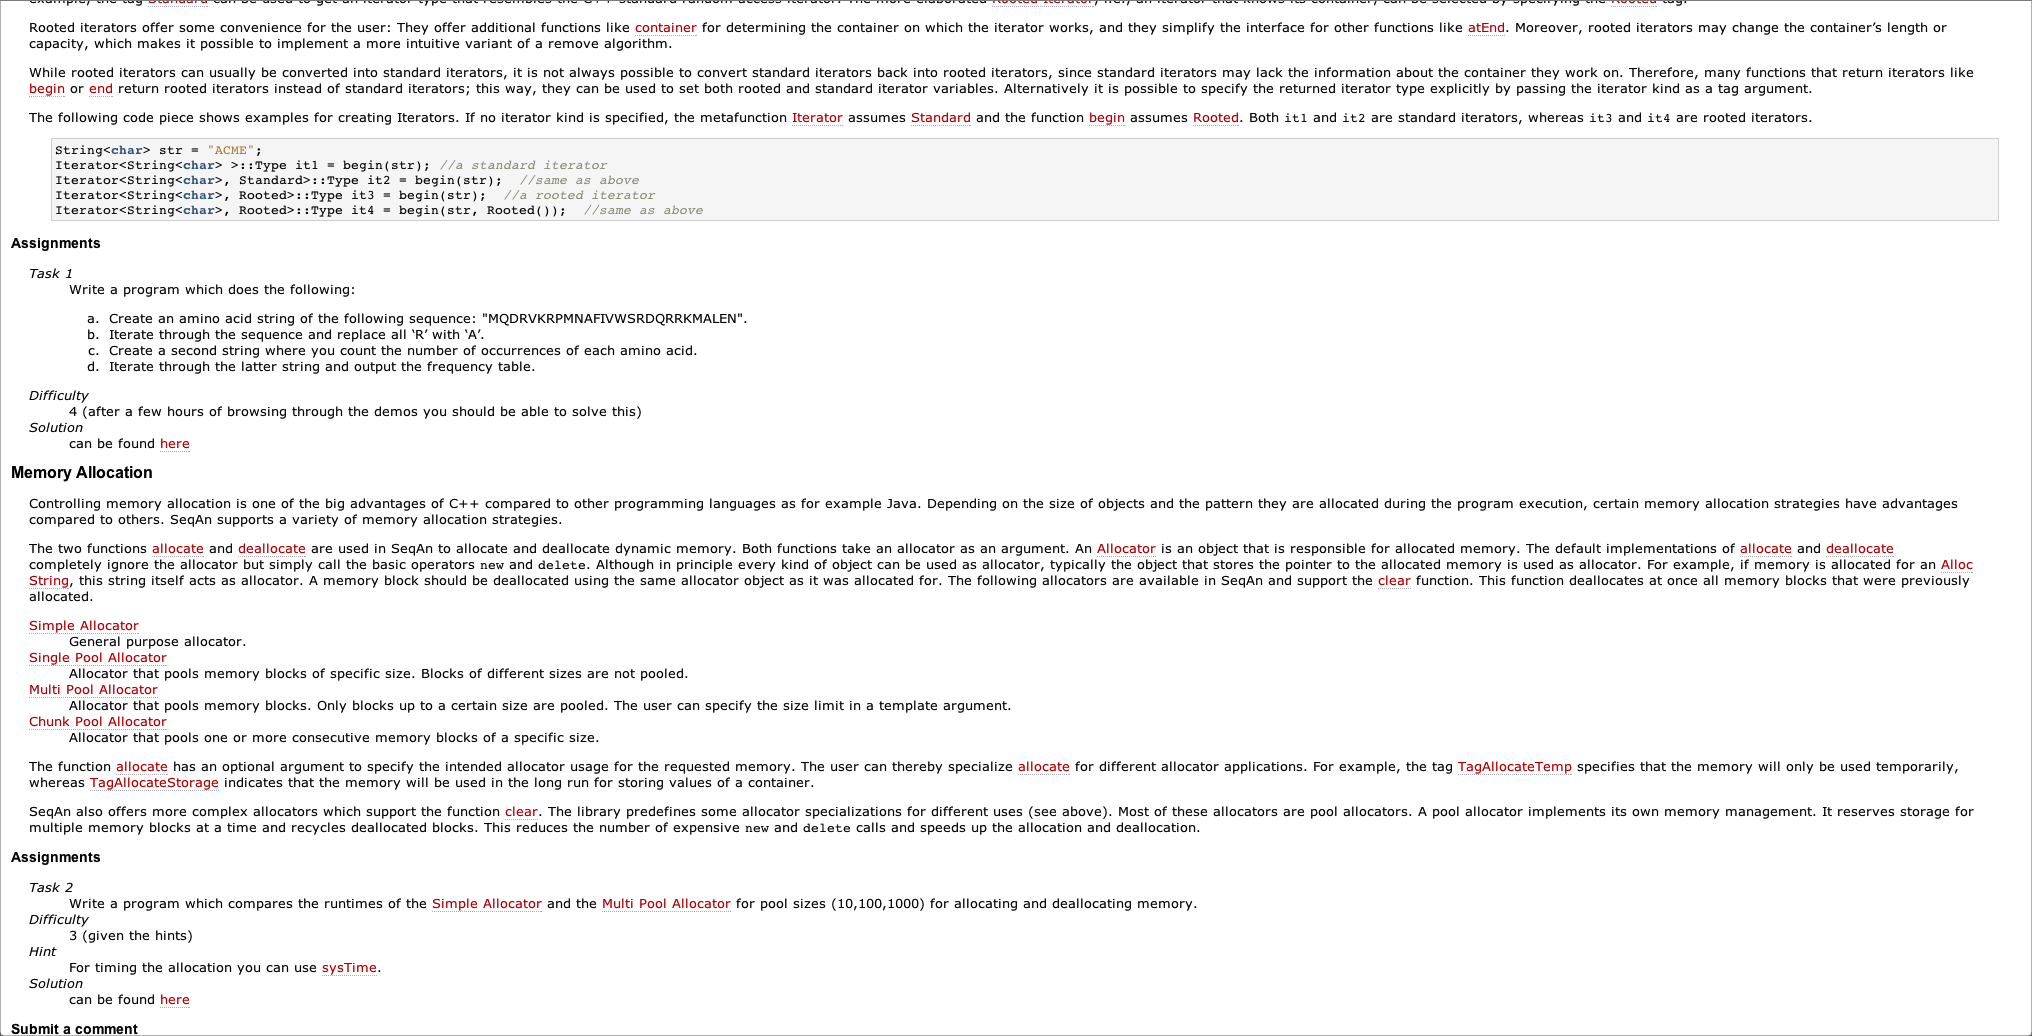 example, the tag Standard can be used to get an iterator type that resembles the C++ standard random access iterator. The more elaborated Rooted Iterator, i.e., an iterator that knows its container, can be selected by specifying the Rooted tag.
Rooted iterators offer some convenience for the user: They offer additional functions like container for determining the container on which the iterator works, and they simplify the interface for other functions like atEnd. Moreover, rooted iterators may change the container’s length or
capacity, which makes it possible to implement a more intuitive variant of a remove algorithm.
While rooted iterators can usually be converted into standard iterators, it is not always possible to convert standard iterators back into rooted iterators, since standard iterators may lack the information about the container they work on. Therefore, many functions that return iterators like
begin or end return rooted iterators instead of standard iterators; this way, they can be used to set both rooted and standard iterator variables. Alternatively it is possible to specify the returned iterator type explicitly by passing the iterator kind as a tag argument.
The following code piece shows examples for creating Iterators. If no iterator kind is specified, the metafunction Iterator assumes Standard and the function begin assumes Rooted. Both it1 and it2 are standard iterators, whereas it3 and it4 are rooted iterators.
String<char> str = "ACME";
Iterator<String<char> >::Type it1 = begin(str); //a standard iterator
Iterator<String<char>, Standard>::Type it2 = begin(str);  //same as above
Iterator<String<char>, Rooted>::Type it3 = begin(str);  //a rooted iterator
Iterator<String<char>, Rooted>::Type it4 = begin(str, Rooted());  //same as above
Assignments
Task 1
Write a program which does the following:
a. Create an amino acid string of the following sequence: "MQDRVKRPMNAFIVWSRDQRRKMALEN".
b. Iterate through the sequence and replace all ‘R’ with ‘A’.
c. Create a second string where you count the number of occurrences of each amino acid.
d. Iterate through the latter string and output the frequency table.
Difficulty
4 (after a few hours of browsing through the demos you should be able to solve this)
Solution
can be found here
Memory Allocation
Controlling memory allocation is one of the big advantages of C++ compared to other programming languages as for example Java. Depending on the size of objects and the pattern they are allocated during the program execution, certain memory allocation strategies have advantages
compared to others. SeqAn supports a variety of memory allocation strategies.
The two functions allocate and deallocate are used in SeqAn to allocate and deallocate dynamic memory. Both functions take an allocator as an argument. An Allocator is an object that is responsible for allocated memory. The default implementations of allocate and deallocate
completely ignore the allocator but simply call the basic operators new and delete. Although in principle every kind of object can be used as allocator, typically the object that stores the pointer to the allocated memory is used as allocator. For example, if memory is allocated for an Alloc
String, this string itself acts as allocator. A memory block should be deallocated using the same allocator object as it was allocated for. The following allocators are available in SeqAn and support the clear function. This function deallocates at once all memory blocks that were previously
allocated.
Simple Allocator
General purpose allocator.
Single Pool Allocator
Allocator that pools memory blocks of specific size. Blocks of different sizes are not pooled.
Multi Pool Allocator
Allocator that pools memory blocks. Only blocks up to a certain size are pooled. The user can specify the size limit in a template argument.
Chunk Pool Allocator
Allocator that pools one or more consecutive memory blocks of a specific size.
The function allocate has an optional argument to specify the intended allocator usage for the requested memory. The user can thereby specialize allocate for different allocator applications. For example, the tag TagAllocateTemp specifies that the memory will only be used temporarily,
whereas TagAllocateStorage indicates that the memory will be used in the long run for storing values of a container.
SeqAn also offers more complex allocators which support the function clear. The library predefines some allocator specializations for different uses (see above). Most of these allocators are pool allocators. A pool allocator implements its own memory management. It reserves storage for
multiple memory blocks at a time and recycles deallocated blocks. This reduces the number of expensive new and delete calls and speeds up the allocation and deallocation.
Assignments
Task 2
Write a program which compares the runtimes of the Simple Allocator and the Multi Pool Allocator for pool sizes (10,100,1000) for allocating and deallocating memory.
Difficulty
3 (given the hints)
Hint
For timing the allocation you can use sysTime.
Solution
can be found here
Submit a comment